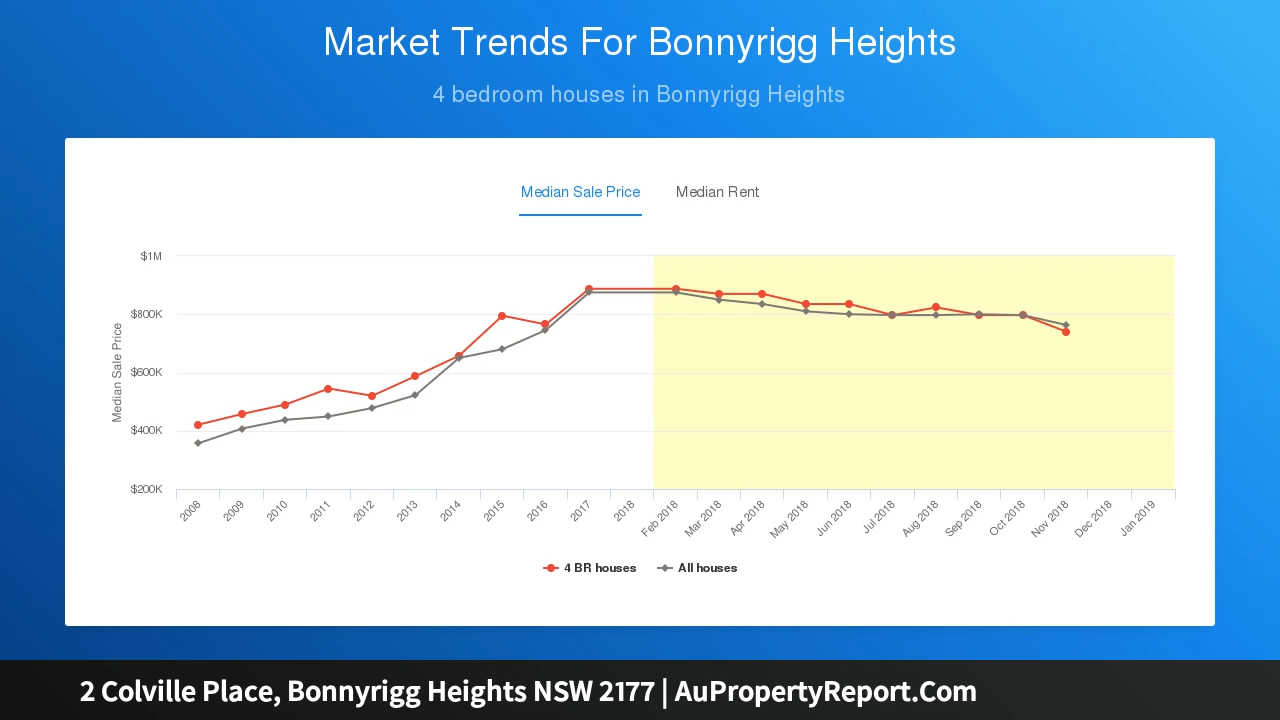 Market Trends For Bonnyrigg Heights
4 bedroom houses in Bonnyrigg Heights
Median Sale Price Median Rent
Median Sale Price
$1M
$800K
$600K
$400K
$200K
2008 2009 2010 2011 2012 2013 2014 2015 2016 2017 2018 Feb 2018 Mar 2018 Apr 2018 May 2018 Jun 2018 Jul 2018 Aug 2018 Sep 2018 Oct 2018 Nov 2018 Dec 2018 Jan 2019
4 BR houses All houses
2 Colville Place, Bonnyrigg Heights NSW 2177 | AuPropertyReport.Com